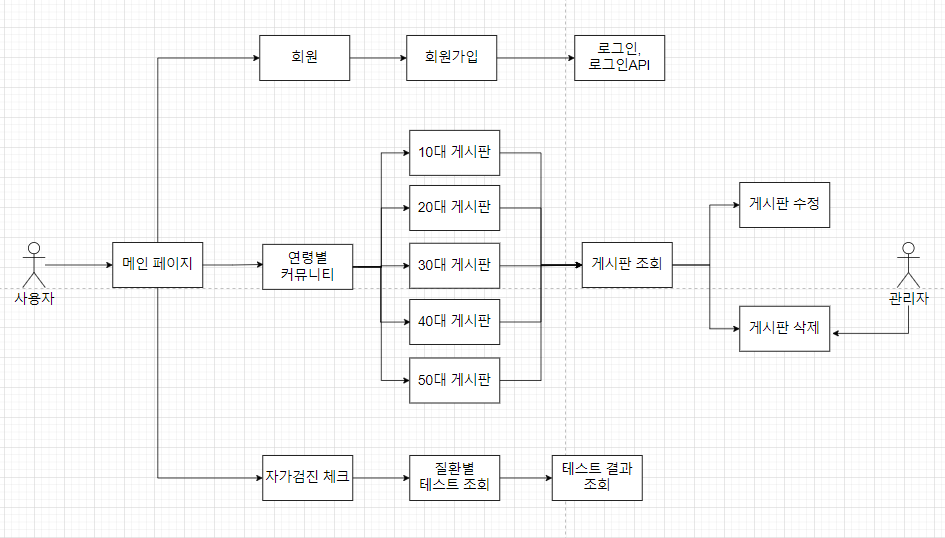 회원
회원가입
로그인,
로그인API
10대 게시판
20대 게시판
30대 게시판
40대 게시판
50대 게시판
사용자
메인 페이지
연령별
커뮤니티
게시판 조회
게시판 수정
게시판 삭제
관리자
자가검진 체크
질환별
테스트 조회
테스트 결과
조회